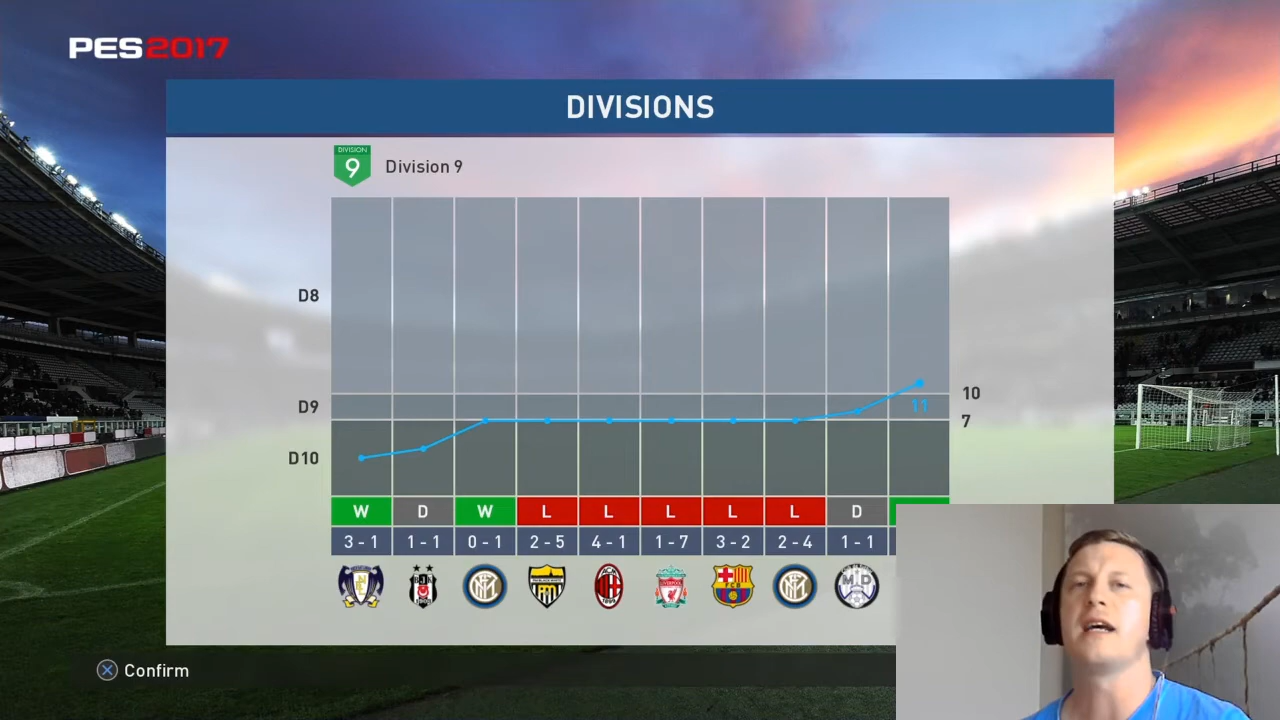 PES2017
DIVISIONS
DIVISION
9
Division 9
D8
D9
D10
10
7
11
W D W L L L L L D
3 - 1 1 - 1 0 - 1 2 - 5 4 - 1 1 - 7 3 - 2 2 - 4 1 - 1
Confirm